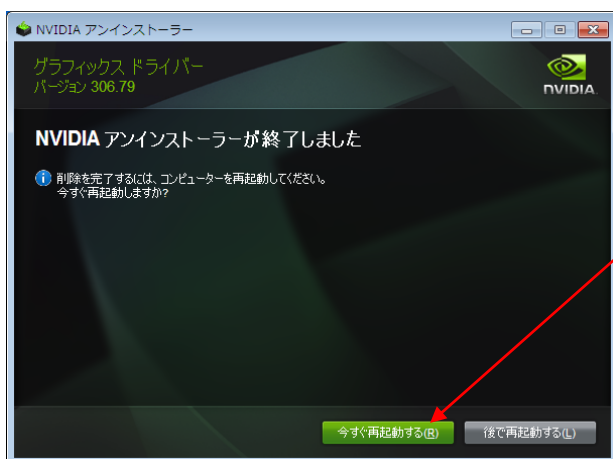 NVIDIA アンインストーラー
グラフィックス ドライバー
バージョン 306.79
NVIDIA
NVIDIA アンインストーラーが終了しました
削除を完了するには、コンピューターを再起動してください。
今すぐ再起動しますか?
今すぐ再起動する(R) 後で再起動する(L)